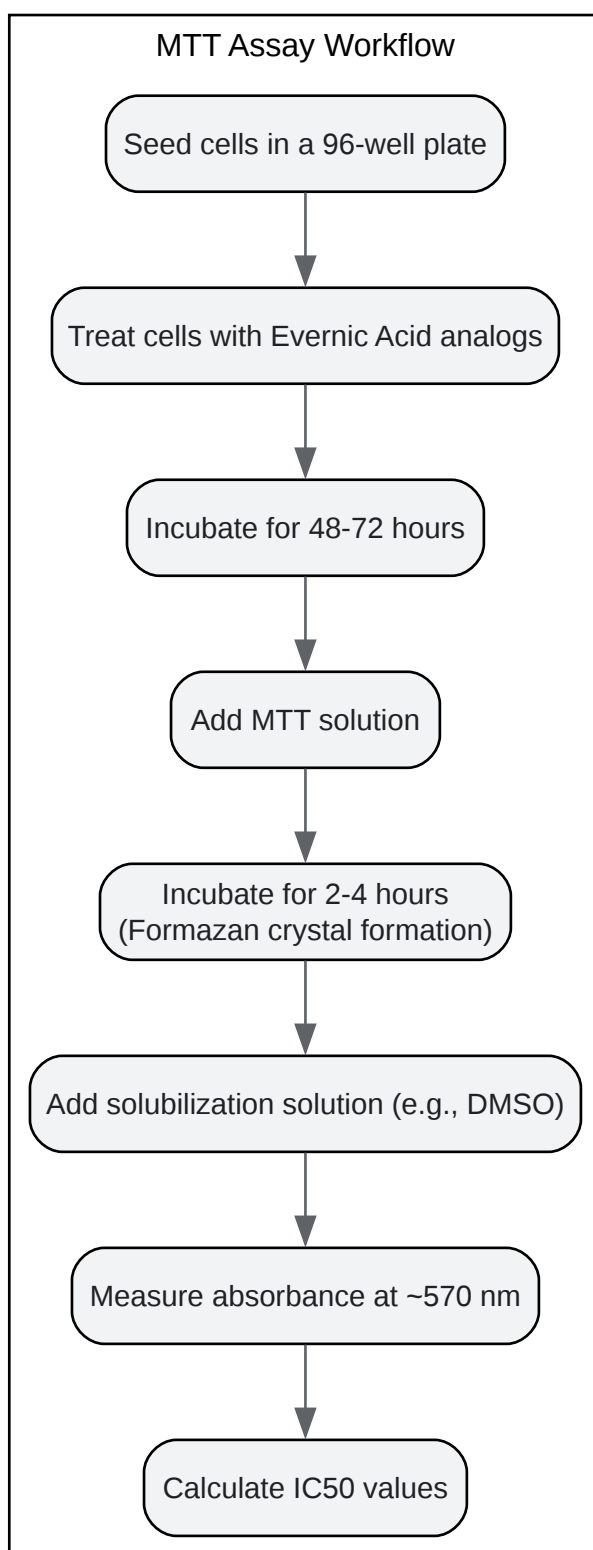 MTT Assay Workflow
Seed cells in a 96-well plate
Treat cells with Evernic Acid analogs
Incubate for 48-72 hours
Add MTT solution
Incubate for 2-4 hours
(Formazan crystal formation)
Add solubilization solution (e.g., DMSO)
Measure absorbance at ~570 nm
Calculate IC50 values